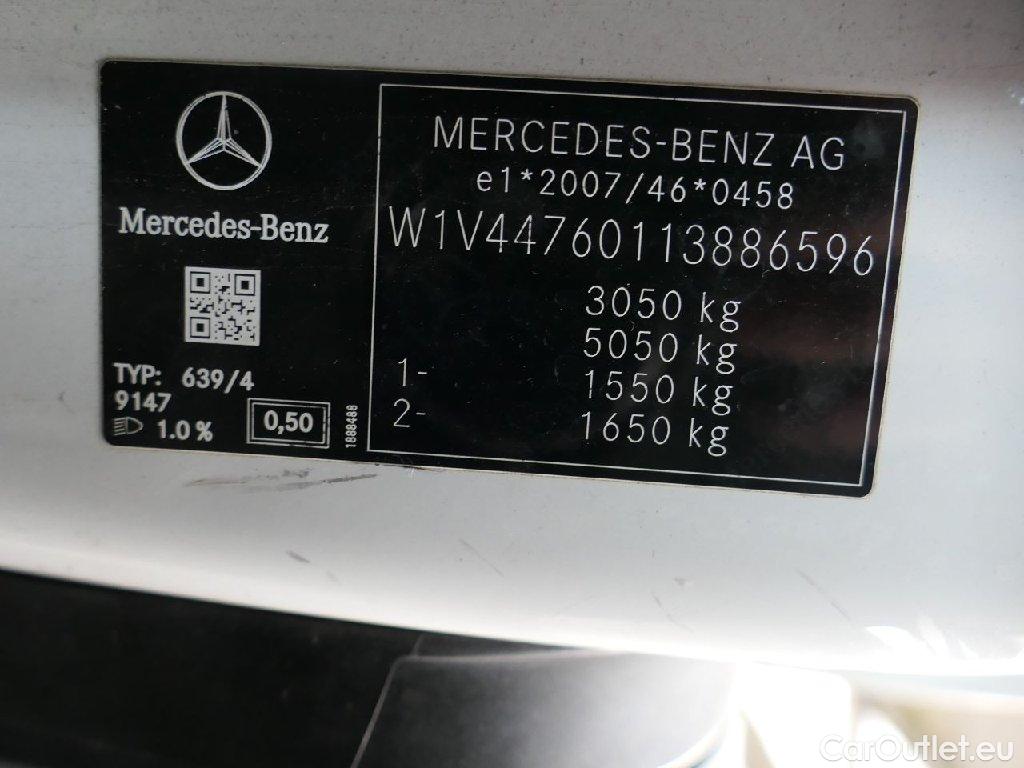 Mercedes-Benz
TYP: 639/4
9147
1.0 %
0,50
1888488
MERCEDES-BENZ AG
e1*2007/46*0458
W1V44760113886596
3050 kg
5050 kg
1- 1550 kg
2- 1650 kg
CarOutlet.eu